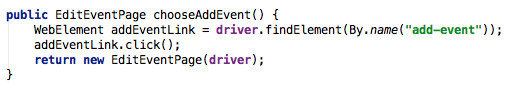 public EditEventPage chooseAddEvent() {
    WebElement addEventLink = driver.findElement(By.name("add-event"));
    addEventLink.click();
    return new EditEventPage(driver);
}